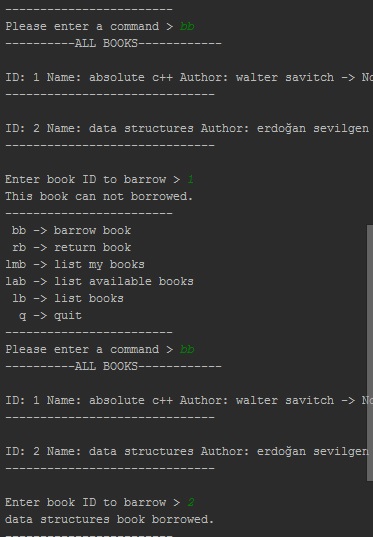 ------------------------
Please enter a command > bb
----------ALL BOOKS------------
ID: 1 Name: absolute c++ Author: walter savitch ->
------------------------------
ID: 2 Name: data structures Author: erdoğan sevilgen
------------------------------
Enter book ID to barrow > 1
This book can not borrowed.
------------------------
bb -> barrow book
rb -> return book
lmb -> list my books
lab -> list available books
lb -> list books
q -> quit
------------------------
Please enter a command > bb
----------ALL BOOKS------------
ID: 1 Name: absolute c++ Author: walter savitch ->
------------------------------
ID: 2 Name: data structures Author: erdoğan sevilgen
------------------------------
Enter book ID to barrow > 2
data structures book borrowed.
------------------------